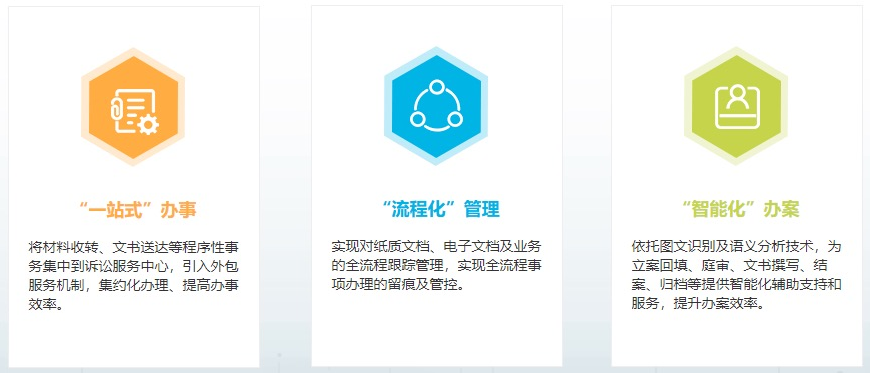 “一站式”办事
将材料收转、文书送达等程序性事
务集中到诉讼服务中心，引入外包
服务机制，集约化办理、提高办事
效率。
“流程化”管理
实现对纸质文档、电子文档及业务
的全流程跟踪管理，实现全流程事
项办理的留痕及管控。
“智能化”办案
依托图文识别及语义分析技术，为
立案回填、庭审、文书撰写、结
案、归档等提供智能化辅助支持和
服务，提升办案效率。